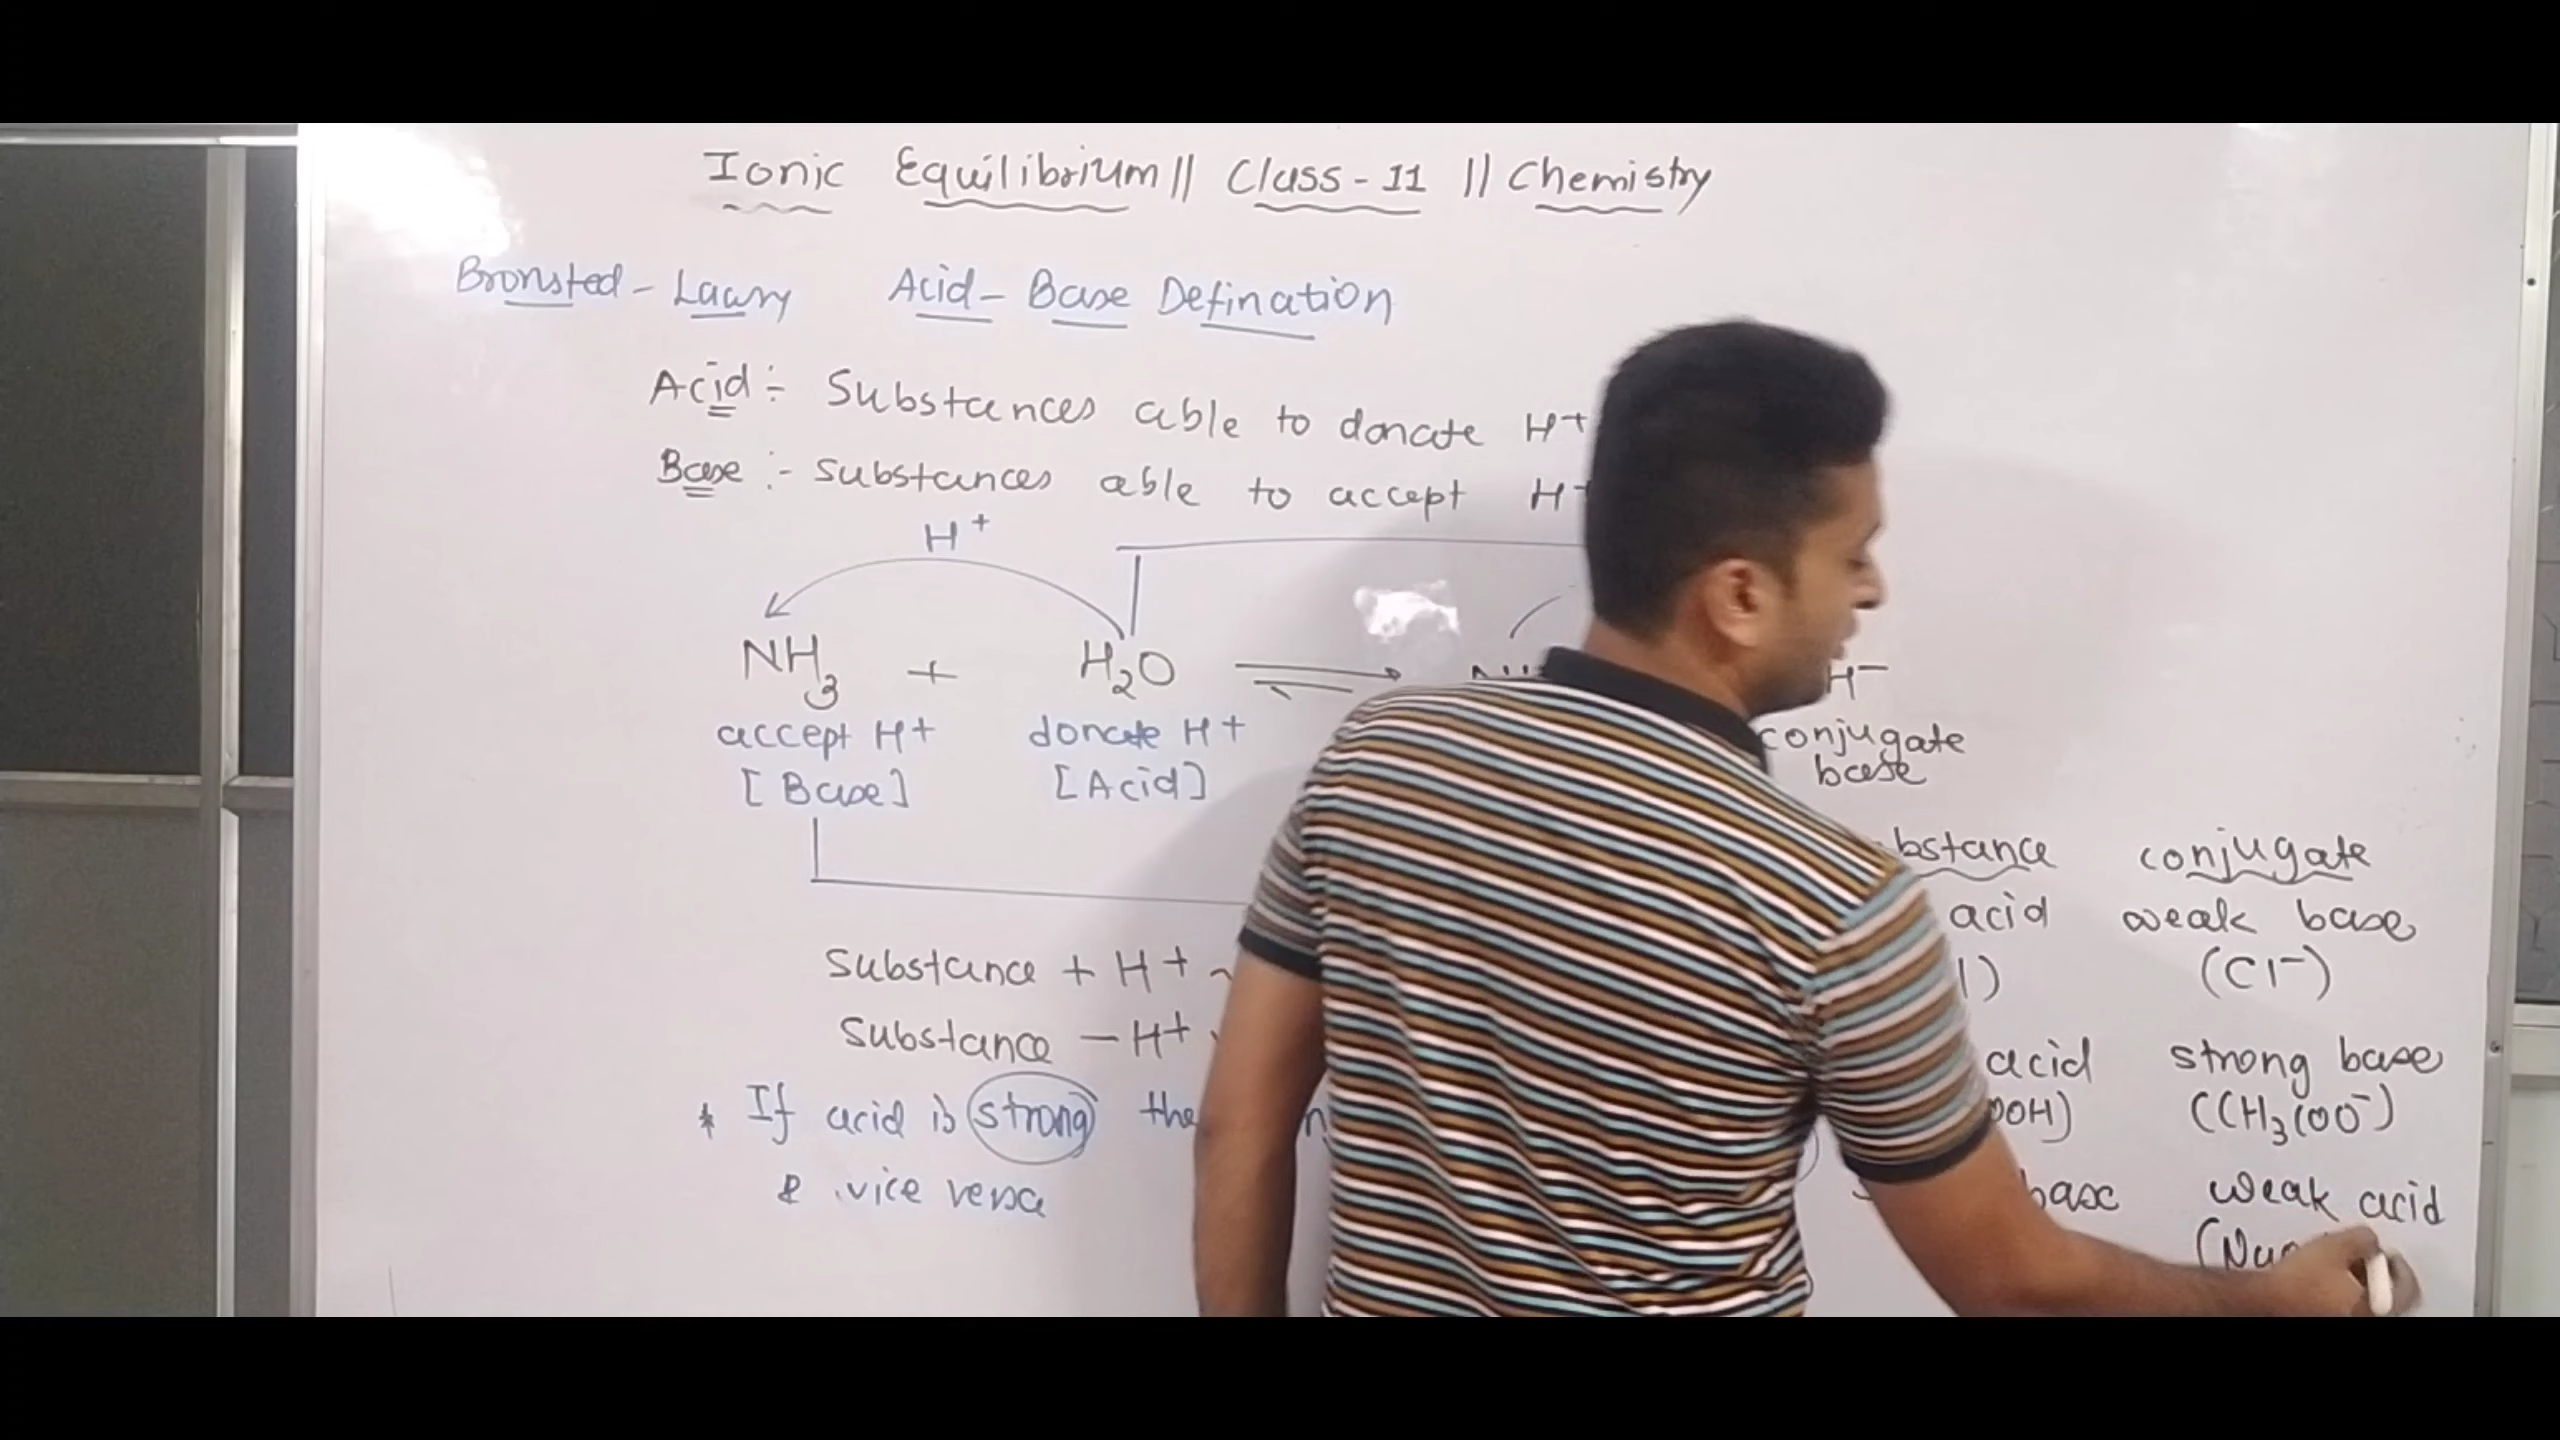 Ionic Equilibrium || Class - 11 || Chemistry
Bronsted - Lawry Acid - Base Defination
Acid :- Substances able to donate H+
Base :- substances able to accept H+
H+
NH3 + H2O ⇌ H-
accept H+ donate H+ conjugate base
[Base] [Acid]
bstance conjugate
acid weak base
l) (Cl-)
Substance + H+
Substance - H+
acid strong base
OOH) (CH3COO-)
* If acid is strong the
& vice versa
base weak acid
(Na